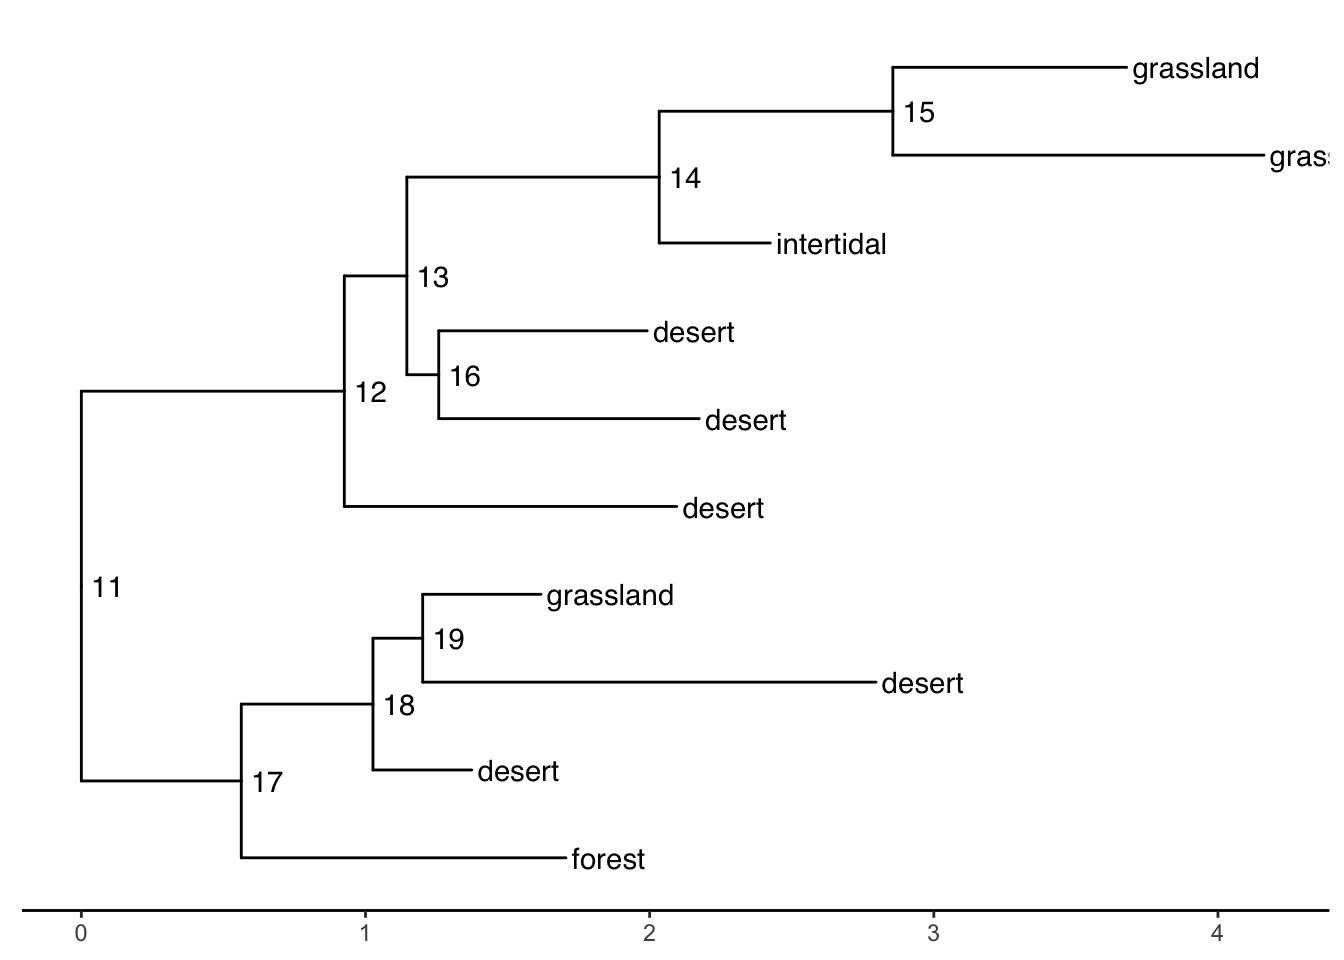 grassland
15
grass
14
intertidal
13
desert
16
12
desert
desert
11
grassland
19
desert
18
desert
17
forest
0 1 2 3 4